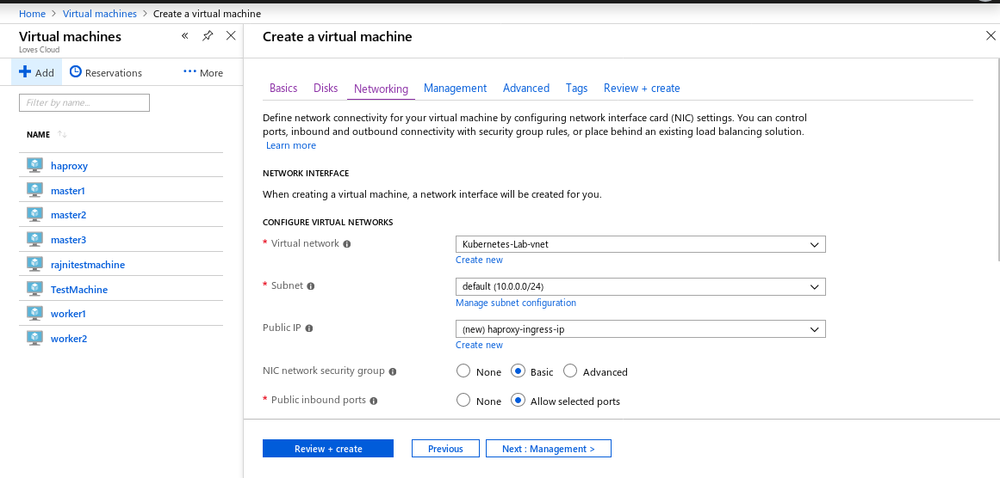 Home > Virtual machines > Create a virtual machine
Virtual machines
Loves Cloud
Add Reservations ··· More
Filter by name...
NAME
haproxy
master1
master2
master3
rajnitestmachine
TestMachine
worker1
worker2
Create a virtual machine
Basics Disks Networking Management Advanced Tags Review + create
Define network connectivity for your virtual machine by configuring network interface card (NIC) settings. You can control
ports, inbound and outbound connectivity with security group rules, or place behind an existing load balancing solution.
Learn more
NETWORK INTERFACE
When creating a virtual machine, a network interface will be created for you.
CONFIGURE VIRTUAL NETWORKS
* Virtual network Kubernetes-Lab-vnet
Create new
* Subnet default (10.0.0.0/24)
Manage subnet configuration
Public IP (new) haproxy-ingress-ip
Create new
NIC network security group None Basic Advanced
* Public inbound ports None Allow selected ports
Review + create Previous Next : Management >